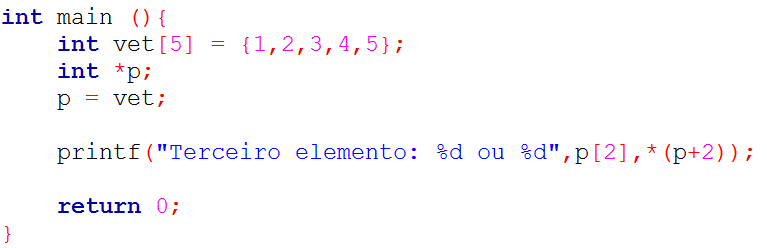 int main (){
    int vet[5] = {1,2,3,4,5};
    int *p;
    p = vet;

    printf("Terceiro elemento: %d ou %d",p[2],*(p+2));

    return 0;
}